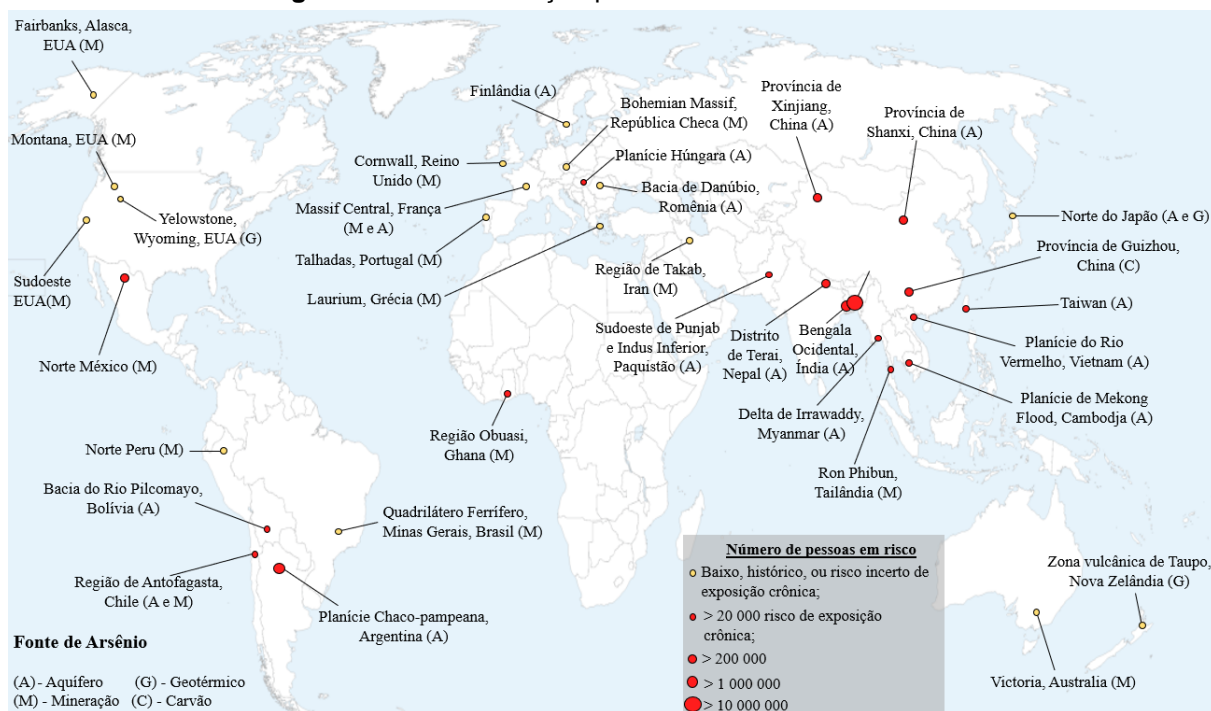 Fairbanks, Alasca,
EUA (M)
Montana, EUA (M)
Yelowstone,
Wyoming, EUA (G)
Sudoeste
EUA(M)
Norte México (M)
Norte Peru (M)
Bacia do Rio Pilcomayo,
Bolívia (A)
Região de Antofagasta,
Chile (A e M)
Planície Chaco-pampeana,
Argentina (A)
Quadrilátero Ferrífero,
Minas Gerais, Brasil (M)
Finlândia (A)
Bohemian Massif,
República Checa (M)
Cornwall, Reino
Unido (M)
Planície Húngara (A)
Massif Central, França
(M e A)
Bacia de Danúbio,
Romênia (A)
Talhadas, Portugal (M)
Laurium, Grécia (M)
Região de Takab,
Iran (M)
Região Obuasi,
Ghana (M)
Província de
Xinjiang,
China (A)
Província de
Shanxi, China (A)
Norte do Japão (A e G)
Província de Guizhou,
China (C)
Taiwan (A)
Sudoeste de Punjab
e Indus Inferior,
Paquistão (A)
Distrito
de Terai,
Nepal (A)
Bengala
Ocidental,
Índia (A)
Planície do Rio
Vermelho, Vietnam (A)
Planície de Mekong
Flood, Cambodja (A)
Delta de Irrawaddy,
Myanmar (A)
Ron Phibun,
Tailândia (M)
Zona vulcânica de Taupo,
Nova Zelândia (G)
Victoria, Australia (M)
Número de pessoas em risco
Baixo, histórico, ou risco incerto de
exposição crônica;
> 20 000 risco de exposição
crônica;
> 200 000
> 1 000 000
> 10 000 000
Fonte de Arsênio
(A) - Aquífero (G) - Geotérmico
(M) - Mineração (C) - Carvão